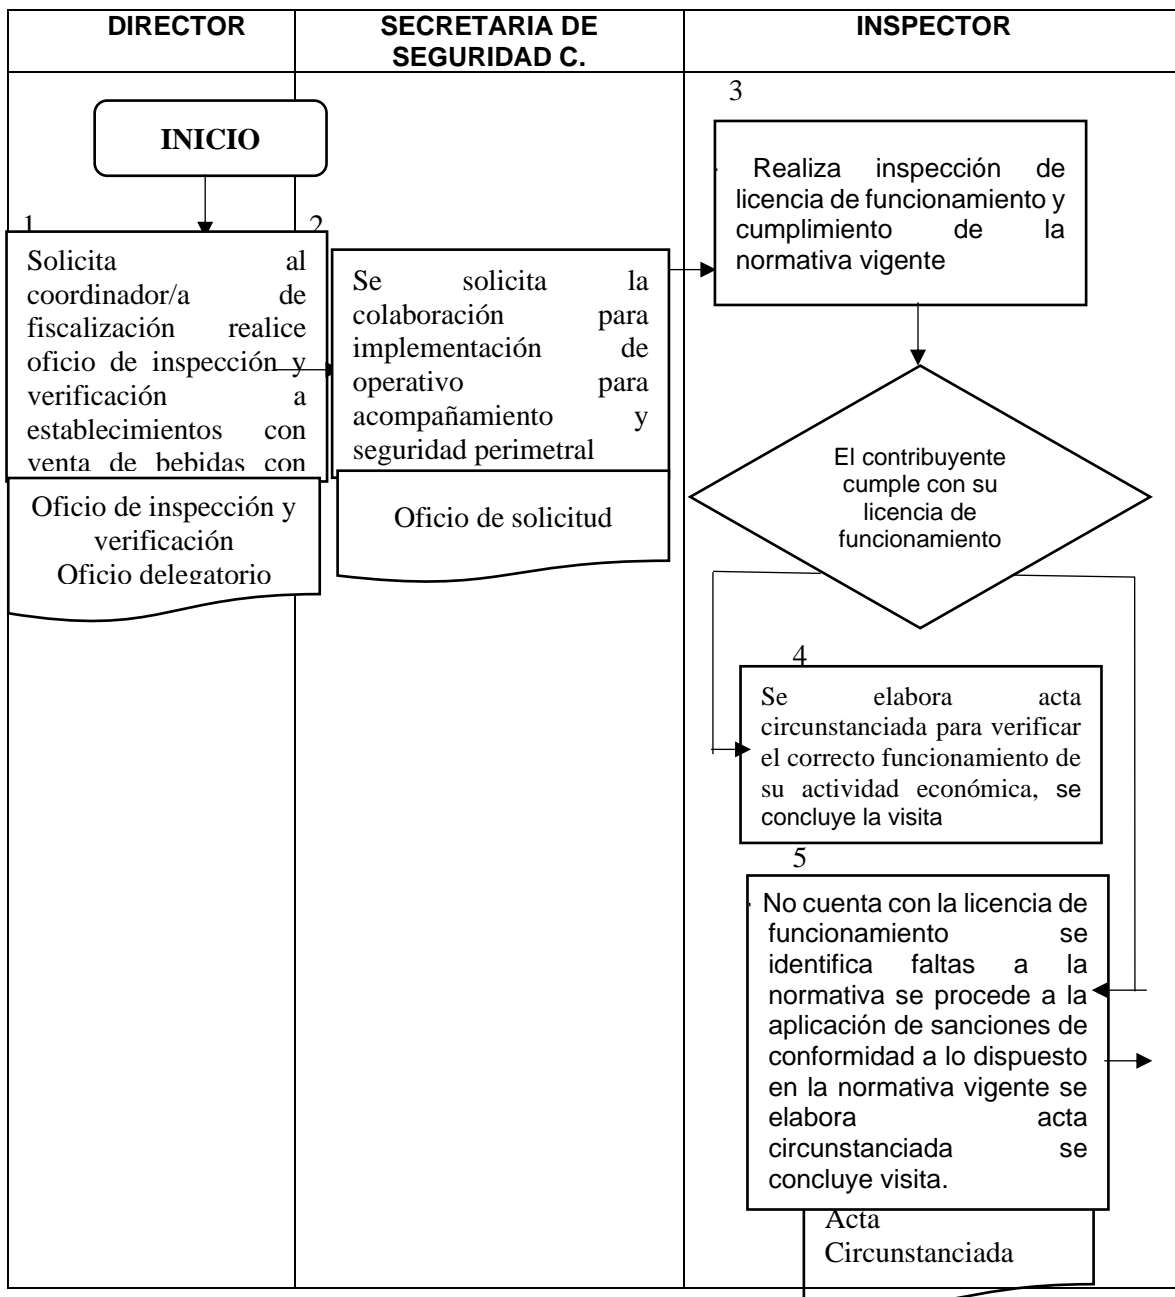 DIRECTOR
SECRETARIA DE
SEGURIDAD C.
INSPECTOR
INICIO
1
Solicita al
coordinador/a de
fiscalización realice
oficio de inspección y
verificación a
establecimientos con
venta de bebidas con
Oficio de inspección y
verificación
Oficio delegatorio
2
Se solicita la
colaboración para
implementación de
operativo para
acompañamiento y
seguridad perimetral
Oficio de solicitud
3
Realiza inspección de
licencia de funcionamiento y
cumplimiento de la
normativa vigente
El contribuyente
cumple con su
licencia de
funcionamiento
4
Se elabora acta
circunstanciada para verificar
el correcto funcionamiento de
su actividad económica, se
concluye la visita
5
No cuenta con la licencia de
funcionamiento se
identifica faltas a la
normativa se procede a la
aplicación de sanciones de
conformidad a lo dispuesto
en la normativa vigente se
elabora acta
circunstanciada se
concluye visita.
Acta
Circunstanciada